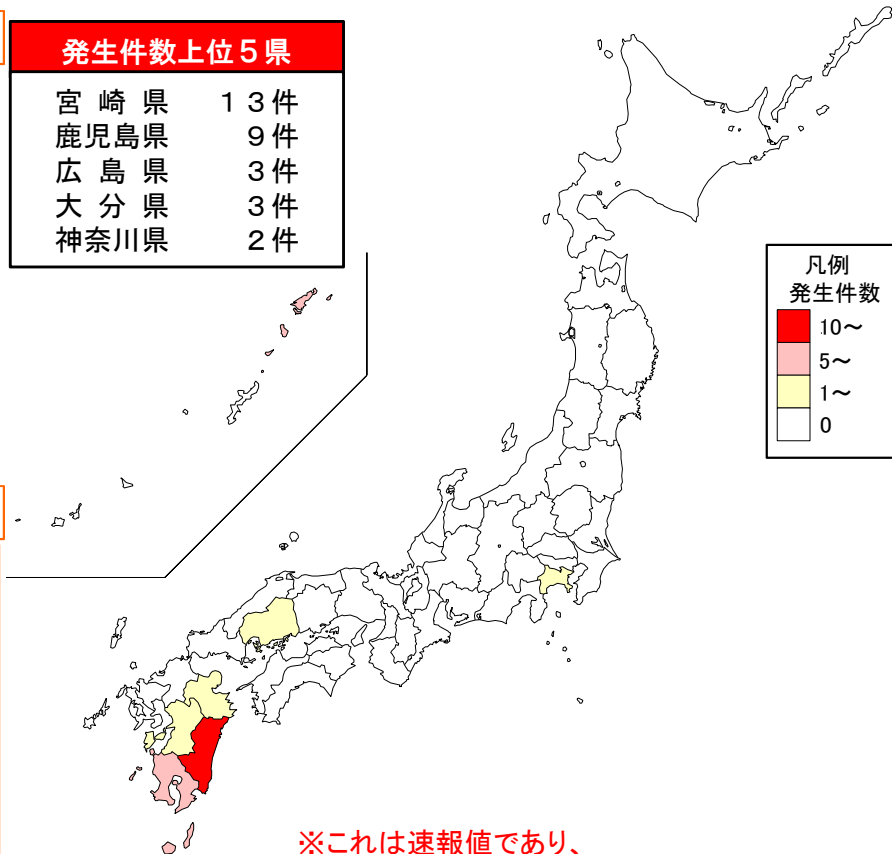 発生件数上位5県
宮崎県 13件
鹿児島県 9件
広島県 3件
大分県 3件
神奈川県 2件
凡例
発生件数
10～
5～
1～
0
※これは速報値であり、